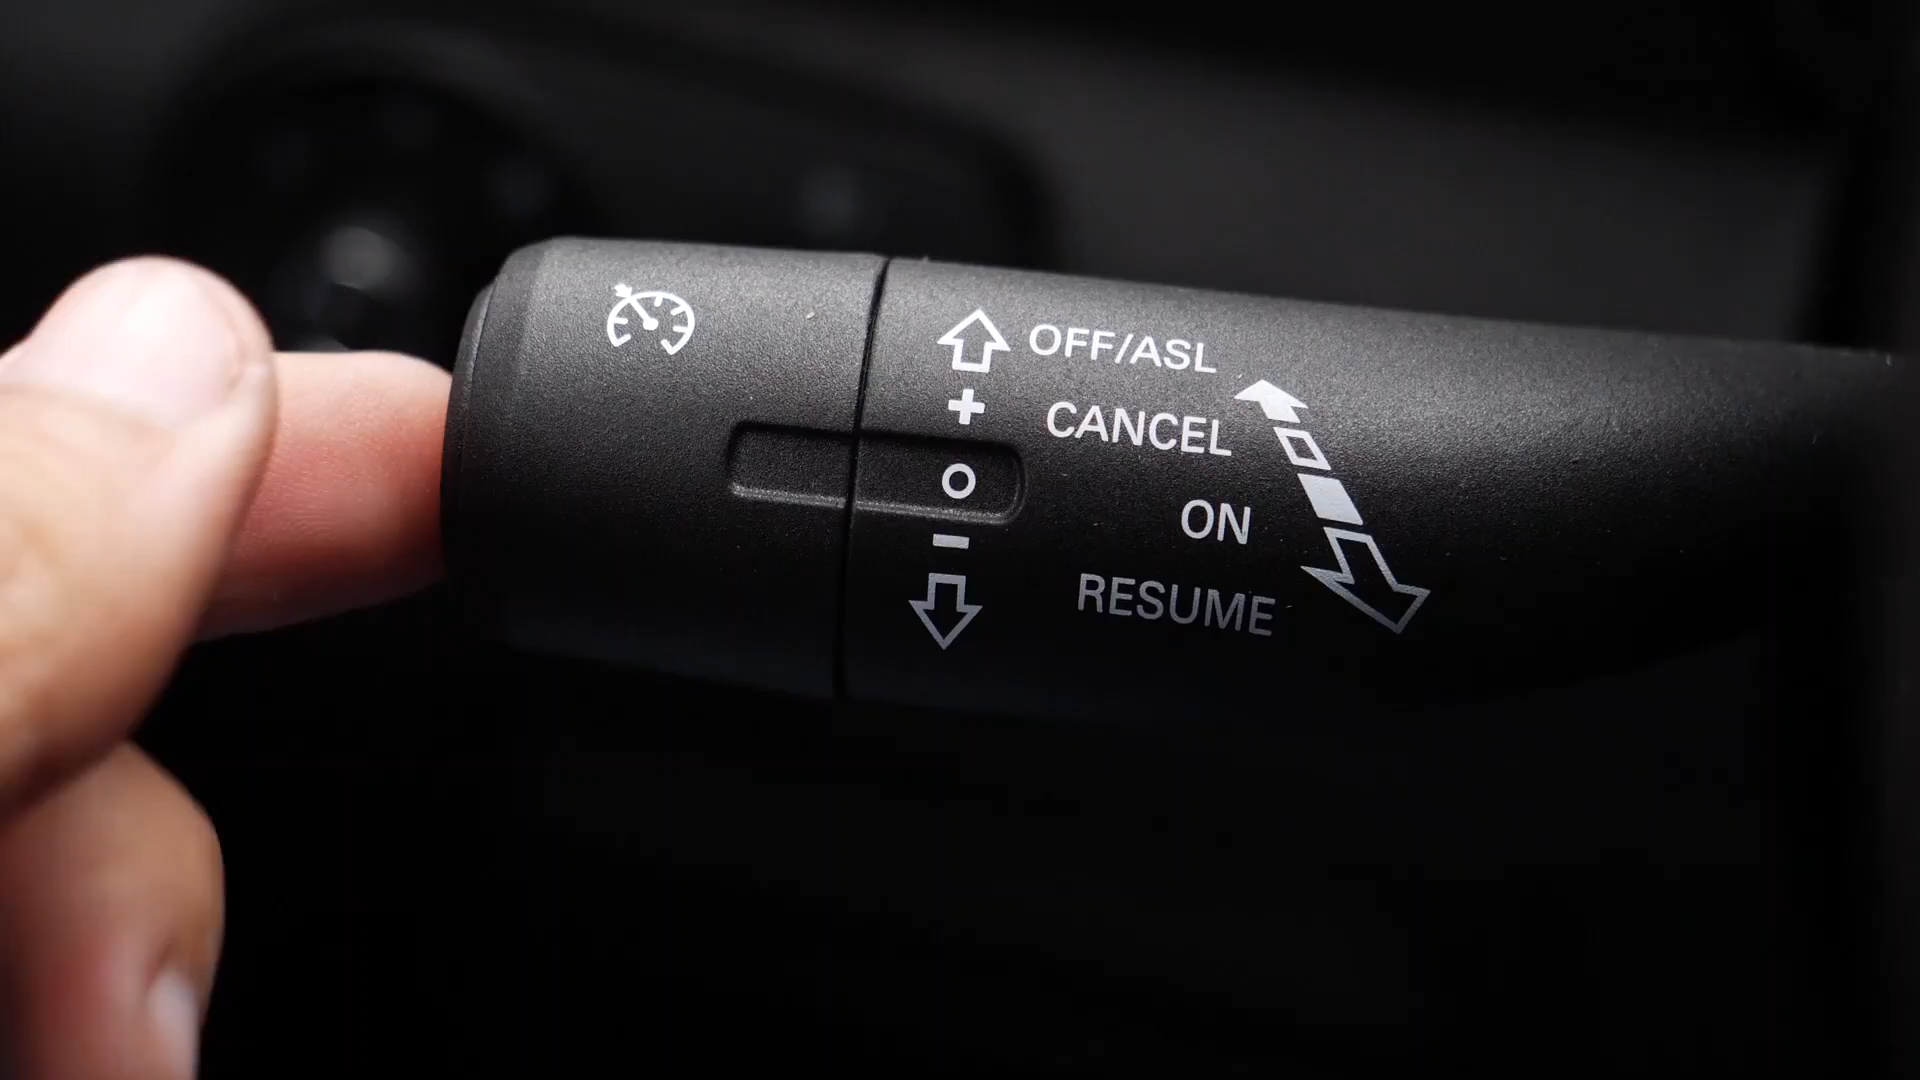 OFF/ASL
+
CANCEL
O
ON
-
RESUME